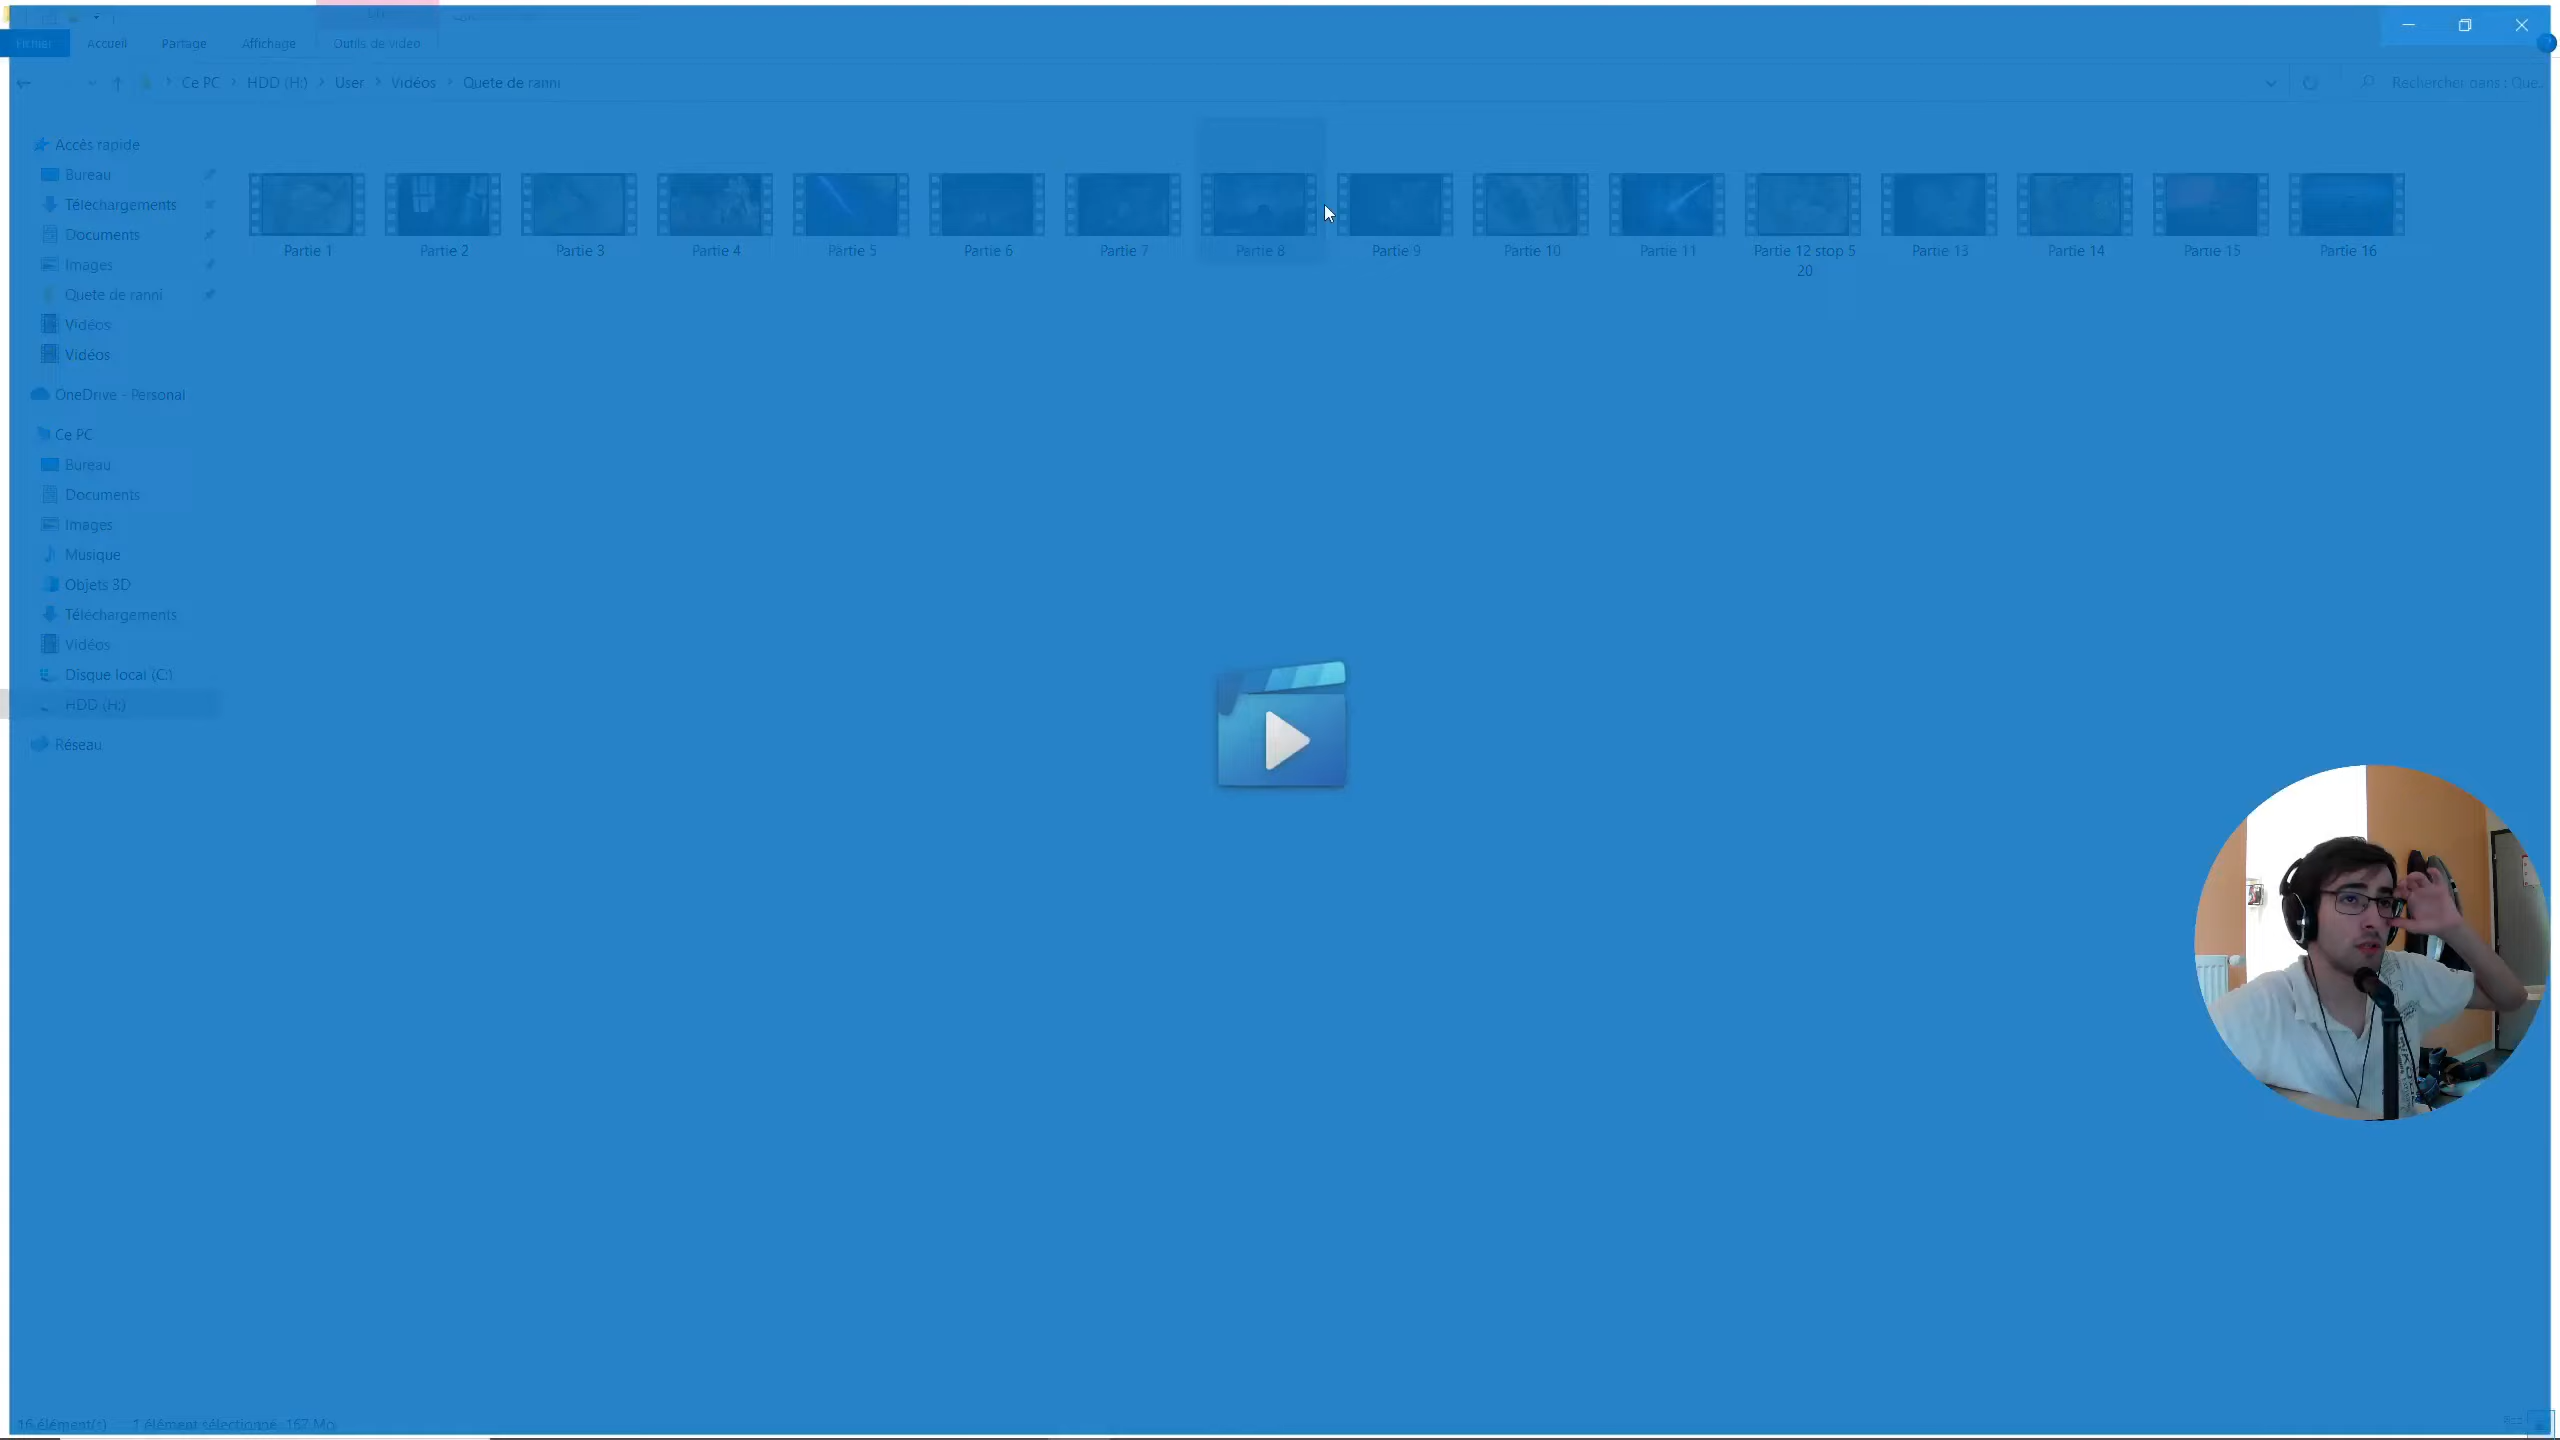 Fichier
Accueil
Partage
Affichage
Outils de vidéo
Ce PC
HDD (H:)
User
Vidéos
Quete de ranni
Rechercher dans : Que...
Accès rapide
Bureau
Téléchargements
Documents
Images
Quete de ranni
Vidéos
Vidéos
OneDrive - Personal
Ce PC
Bureau
Documents
Images
Musique
Objets 3D
Téléchargements
Vidéos
Disque local (C:)
HDD (H:)
Réseau
Partie 1
Partie 2
Partie 3
Partie 4
Partie 5
Partie 6
Partie 7
Partie 8
Partie 9
Partie 10
Partie 11
Partie 12 stop 5
20
Partie 13
Partie 14
Partie 15
Partie 16
16 élément(s)
1 élément sélectionné 167 Mo